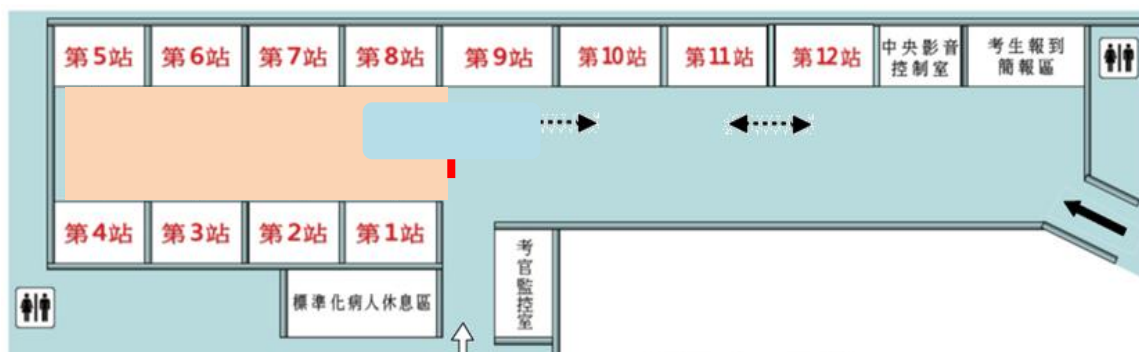 第5站 第6站 第7站 第8站 第9站 第10站 第11站 第12站
中央影音
控制室
考生報到
簡報區
第4站 第3站 第2站 第1站
考官監控室
標準化病人休息區